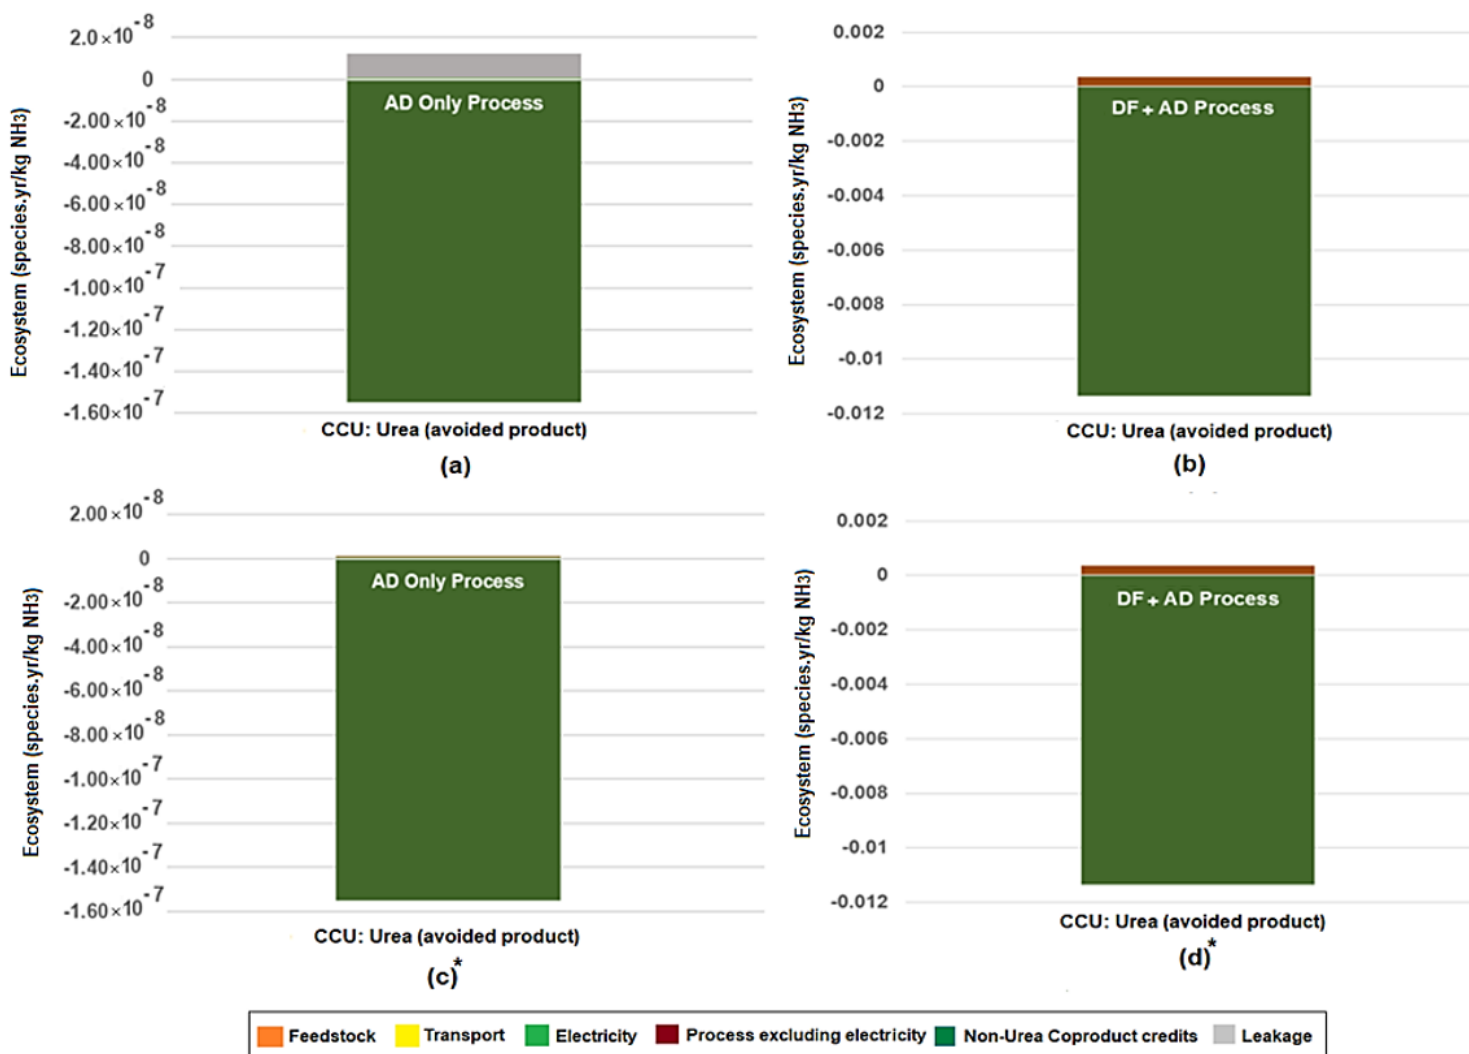 Ecosystem (species.yr/kg NH3)
2.0×10⁻⁸
0
-2.00×10⁻⁸
-4.00×10⁻⁸
-6.00×10⁻⁸
-8.00×10⁻⁸
-1.00×10⁻⁷
-1.20×10⁻⁷
-1.40×10⁻⁷
-1.60×10⁻⁷
AD Only Process
CCU: Urea (avoided product)
(a)
Ecosystem (species.yr/kg NH3)
0.002
0
-0.002
-0.004
-0.006
-0.008
-0.01
-0.012
DF + AD Process
CCU: Urea (avoided product)
(b)
Ecosystem (species.yr/kg NH3)
2.00×10⁻⁸
0
-2.00×10⁻⁸
-4.00×10⁻⁸
-6.00×10⁻⁸
-8.00×10⁻⁸
-1.00×10⁻⁷
-1.20×10⁻⁷
-1.40×10⁻⁷
-1.60×10⁻⁷
AD Only Process
CCU: Urea (avoided product)
(c)*
Ecosystem (species.yr/kg NH3)
0.002
0
-0.002
-0.004
-0.006
-0.008
-0.01
-0.012
DF + AD Process
CCU: Urea (avoided product)
(d)*
Feedstock Transport Electricity Process excluding electricity Non-Urea Coproduct credits Leakage